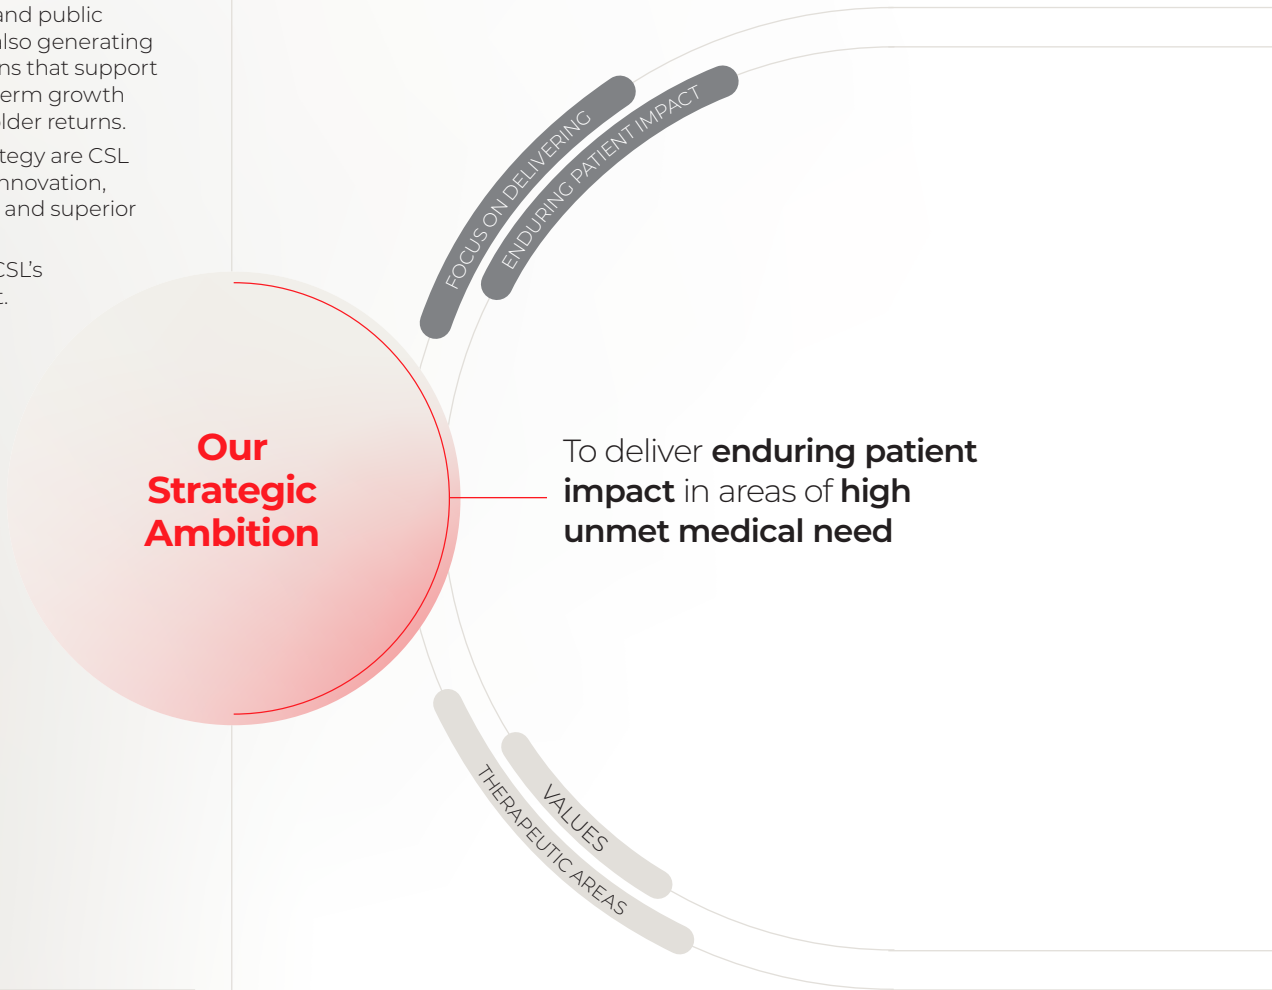 and public
also generating
ns that support
erm growth
older returns.
tegy are CSL
nnovation,
and superior
CSL's
t.
FOCUS ON DELIVERING
ENDURING PATIENT IMPACT
Our
Strategic
Ambition
To deliver enduring patient
impact in areas of high
unmet medical need
VALUES
THERAPEUTIC AREAS